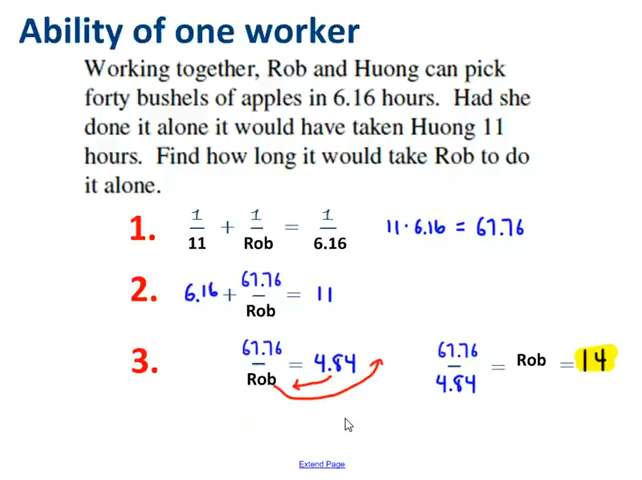 Ability of one worker
Working together, Rob and Huong can pick
forty bushels of apples in 6.16 hours. Had she
done it alone it would have taken Huong 11
hours. Find how long it would take Rob to do
it alone.
1. 1/11 + 1/Rob = 1/6.16 11 · 6.16 = 67.76
2. 6.16 + 67.76/Rob = 11
3. 67.76/Rob = 4.84 67.76/4.84 = Rob = 14
Extend Page